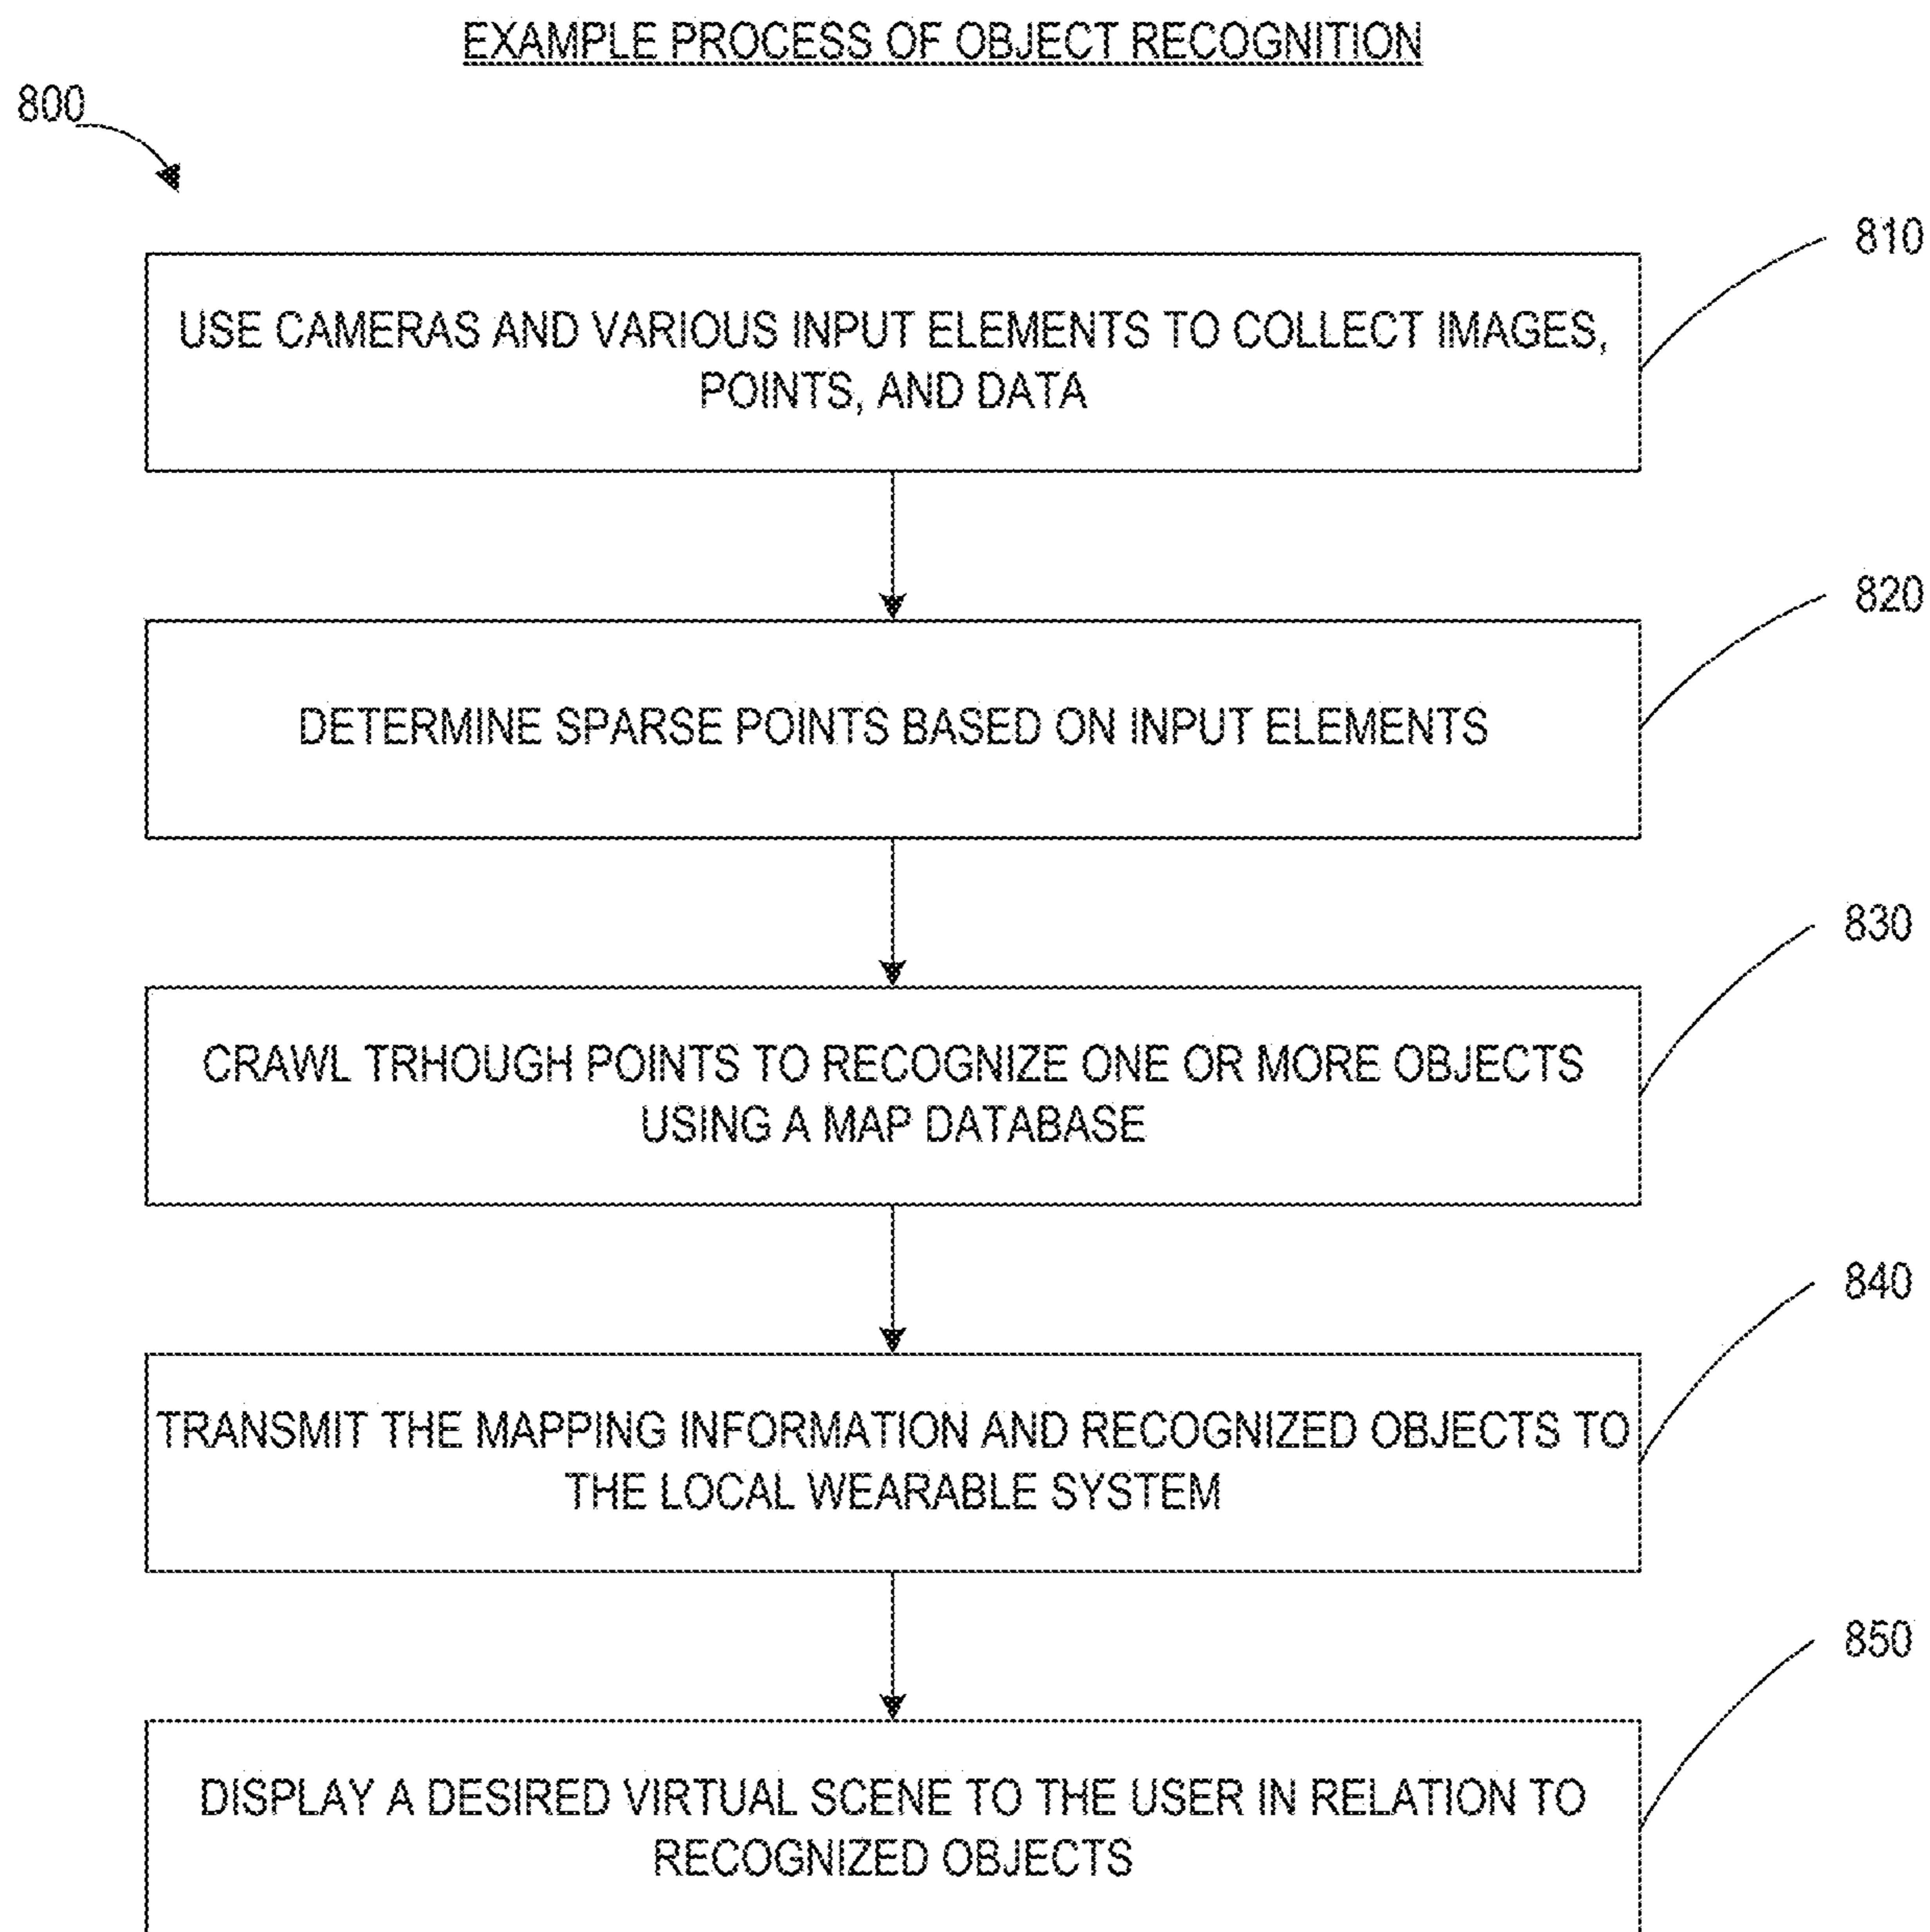 EXAMPLE PROCESS OF OBJECT RECOGNITION
800
810
USE CAMERAS AND VARIOUS INPUT ELEMENTS TO COLLECT IMAGES,
POINTS, AND DATA
820
DETERMINE SPARSE POINTS BASED ON INPUT ELEMENTS
830
CRAWL TRHOUGH POINTS TO RECOGNIZE ONE OR MORE OBJECTS
USING A MAP DATABASE
840
TRANSMIT THE MAPPING INFORMATION AND RECOGNIZED OBJECTS TO
THE LOCAL WEARABLE SYSTEM
850
DISPLAY A DESIRED VIRTUAL SCENE TO THE USER IN RELATION TO
RECOGNIZED OBJECTS